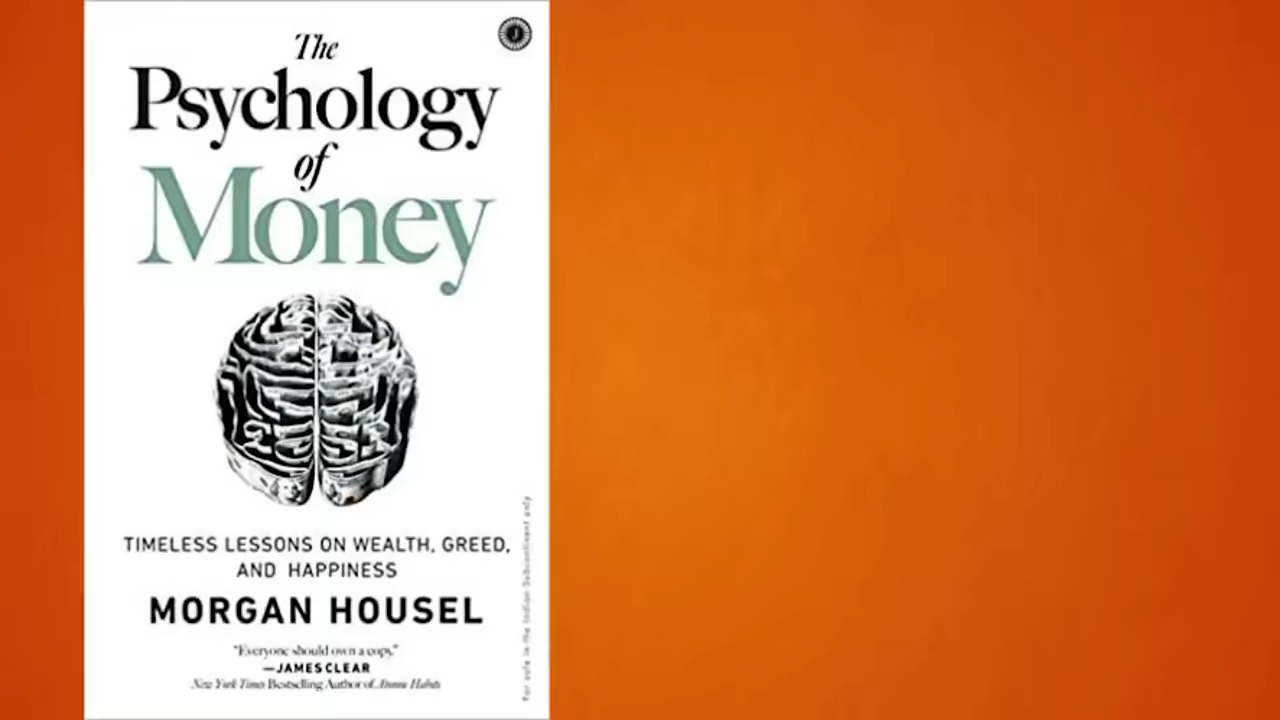 The
Psychology
of
Money
TIMELESS LESSONS ON WEALTH, GREED,
AND HAPPINESS
MORGAN HOUSEL
"Everyone should own a copy."
—JAMES CLEAR
New York Times Bestselling Author of Atomic Habits
For sale in the Indian Subcontinent only
J